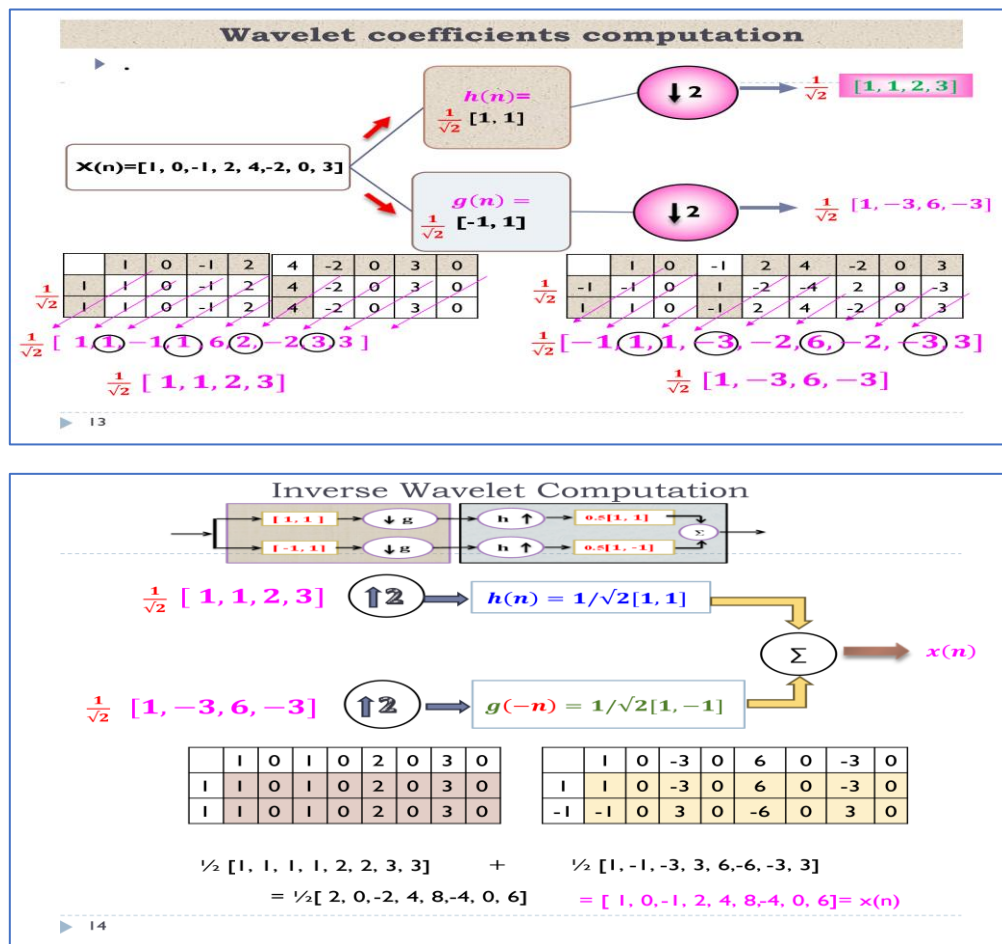 Wavelet coefficients computation
.
X(n)=[1, 0,-1, 2, 4,-2, 0, 3]
h(n)=
1/√2 [1, 1]
↓ 2
1/√2 [1, 1, 2, 3]
g(n) =
1/√2 [-1, 1]
↓2
1/√2 [1, −3, 6, −3]
1 0 -1 2 4 -2 0 3 0
1/√2 1 1 0 -1 2 4 -2 0 3 0
1 1 0 -1 2 4 -2 0 3 0
1/√2 [ 1, 1, −1 1, 6, 2, −2 3, 3 ]
1/√2 [ 1, 1, 2, 3]
1 0 -1 2 4 -2 0 3
1/√2 -1 -1 0 1 -2 -4 2 0 -3
1 1 0 -1 2 4 -2 0 3
1/√2 [−1, 1, 1, −3, −2, 6, −2, −3, 3]
1/√2 [1, −3, 6, −3]
13
Inverse Wavelet Computation
[ 1, 1 ] ↓ g h ↑ 0.5[1, 1]
Σ
[ -1, 1] ↓ g h ↑ 0.5[1, -1]
1/√2 [ 1, 1, 2, 3] ↑2 h(n) = 1/√2[1, 1]
Σ x(n)
1/√2 [1, −3, 6, −3] ↑2 g(−n) = 1/√2[1, −1]
1 0 1 0 2 0 3 0
1 1 0 1 0 2 0 3 0
1 1 0 1 0 2 0 3 0
1 0 -3 0 6 0 -3 0
1 1 0 -3 0 6 0 -3 0
-1 -1 0 3 0 -6 0 3 0
½ [1, 1, 1, 1, 2, 2, 3, 3] + ½ [1, -1, -3, 3, 6,-6, -3, 3]
= ½[ 2, 0,-2, 4, 8,-4, 0, 6] = [ 1, 0,-1, 2, 4, 8,-4, 0, 6]= x(n)
14